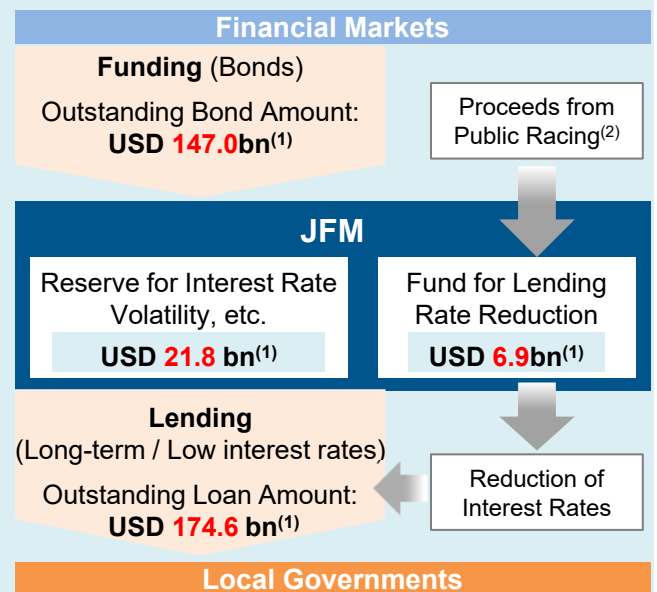 Financial Markets
Funding (Bonds)
Outstanding Bond Amount:
USD 147.0bn(1)
Proceeds from
Public Racing(2)
JFM
Reserve for Interest Rate
Volatility, etc.
USD 21.8 bn(1)
Fund for Lending
Rate Reduction
USD 6.9bn(1)
Lending
(Long-term / Low interest rates)
Outstanding Loan Amount:
USD 174.6 bn(1)
Reduction of
Interest Rates
Local Governments